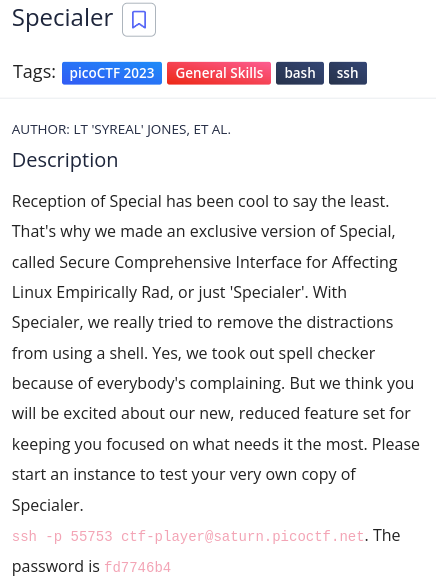 Specialer
Tags: picoCTF 2023 General Skills bash ssh
AUTHOR: LT 'SYREAL' JONES, ET AL.
Description
Reception of Special has been cool to say the least.
That's why we made an exclusive version of Special,
called Secure Comprehensive Interface for Affecting
Linux Empirically Rad, or just 'Specialer'. With
Specialer, we really tried to remove the distractions
from using a shell. Yes, we took out spell checker
because of everybody's complaining. But we think you
will be excited about our new, reduced feature set for
keeping you focused on what needs it the most. Please
start an instance to test your very own copy of
Specialer.
ssh -p 55753 ctf-player@saturn.picoctf.net. The
password is fd7746b4